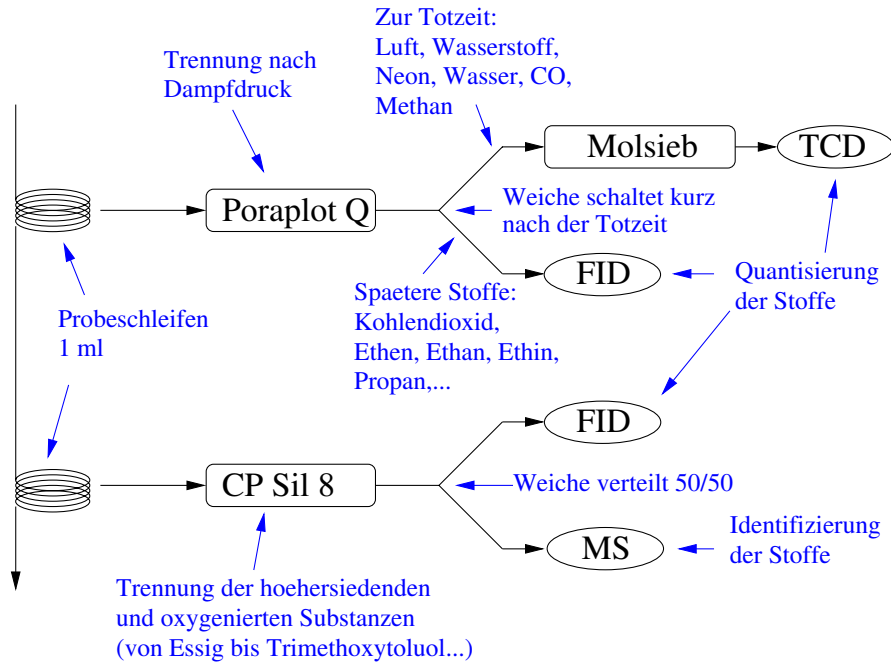 Zur Totzeit:
Luft, Wasserstoff,
Neon, Wasser, CO,
Methan
Trennung nach
Dampfdruck
Molsieb
TCD
Poraplot Q
Weiche schaltet kurz
nach der Totzeit
FID
Quantisierung
der Stoffe
Spaetere Stoffe:
Kohlendioxid,
Ethen, Ethan, Ethin,
Propan,...
Probeschleifen
1 ml
FID
CP Sil 8
Weiche verteilt 50/50
MS
Identifizierung
der Stoffe
Trennung der hoehersiedenden
und oxygenierten Substanzen
(von Essig bis Trimethoxytoluol...)